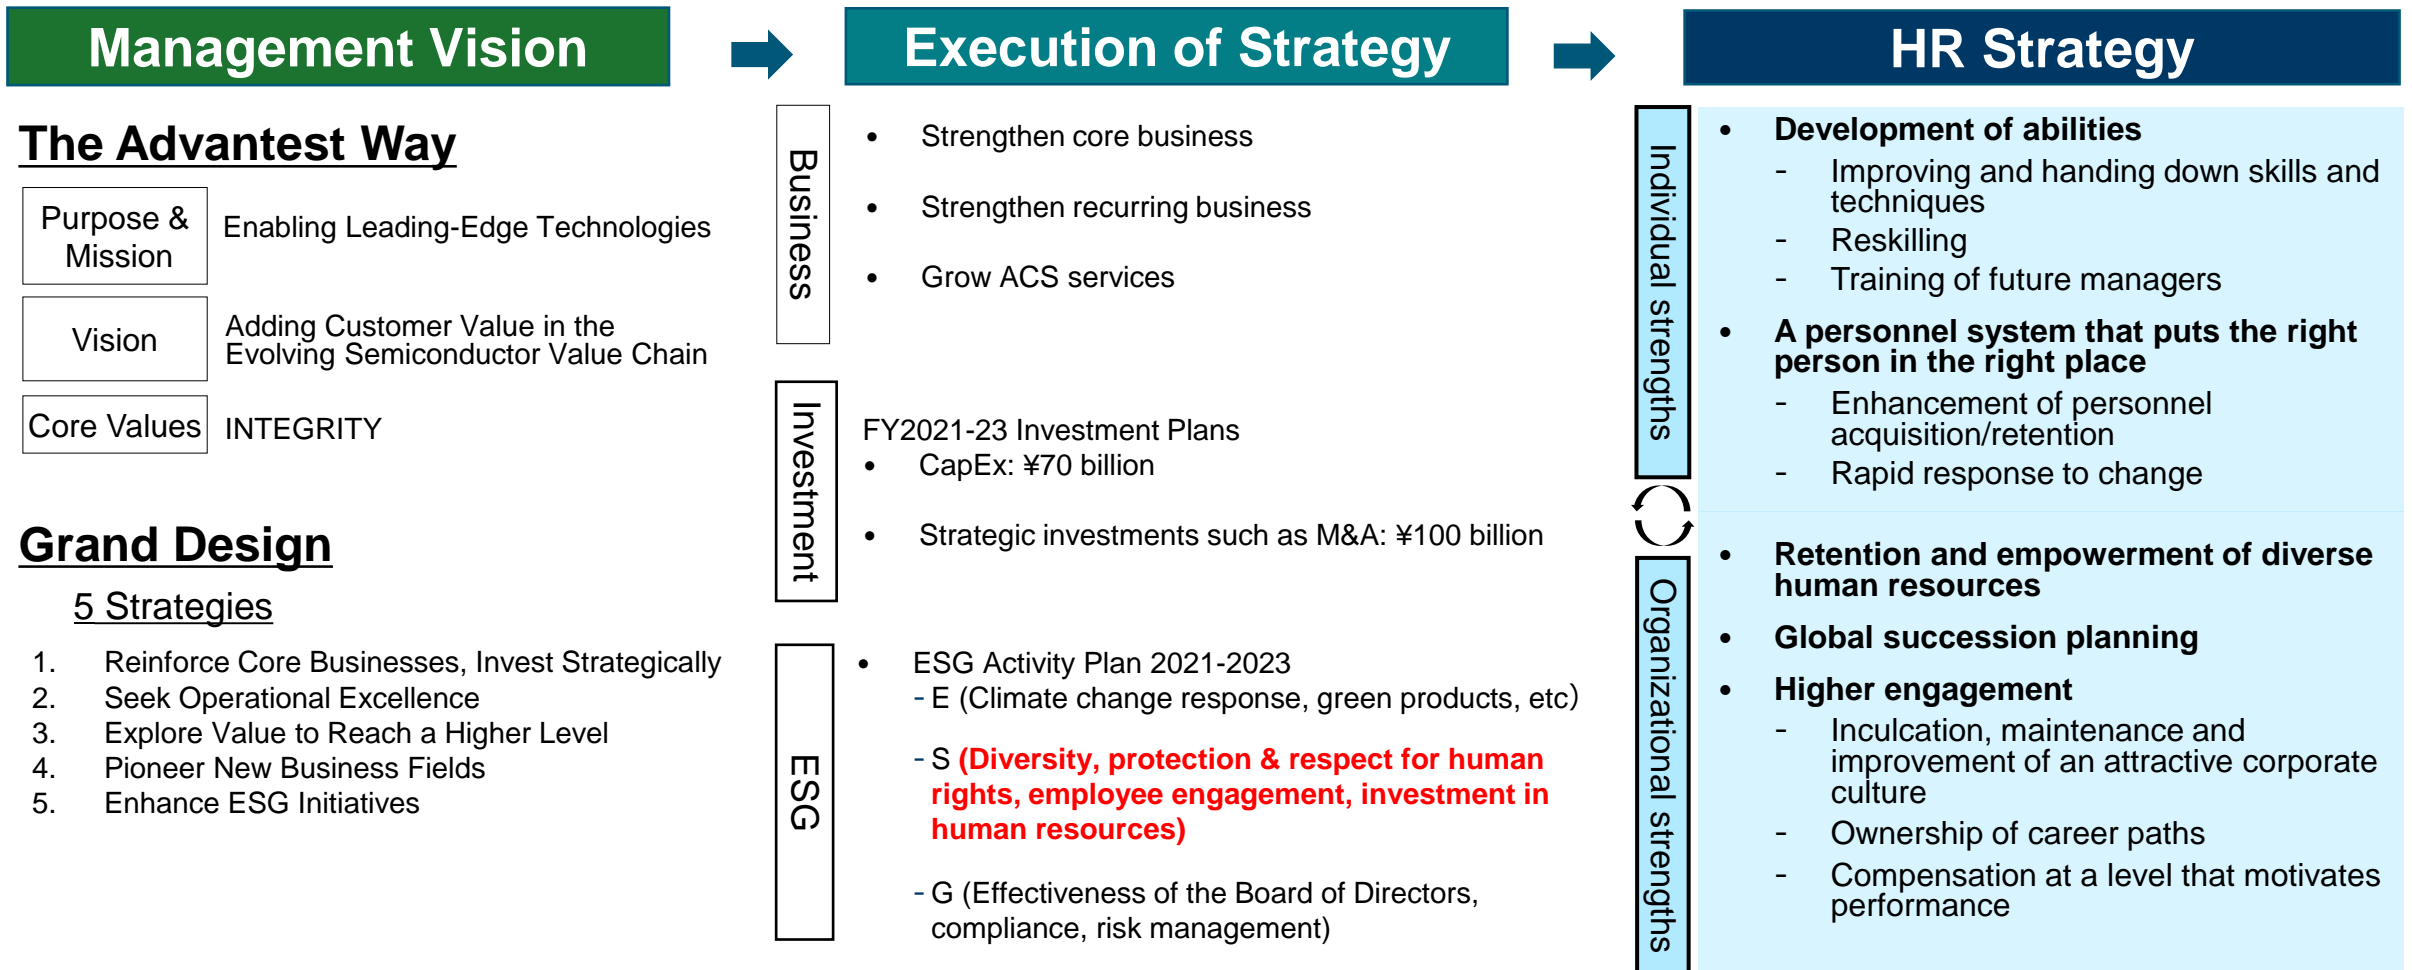 Management Vision
The Advantest Way
Purpose &
Mission
Enabling Leading-Edge Technologies
Vision
Adding Customer Value in the
Evolving Semiconductor Value Chain
Core Values
INTEGRITY
Grand Design
5 Strategies
1. Reinforce Core Businesses, Invest Strategically
2. Seek Operational Excellence
3. Explore Value to Reach a Higher Level
4. Pioneer New Business Fields
5. Enhance ESG Initiatives
Execution of Strategy
Business
• Strengthen core business
• Strengthen recurring business
• Grow ACS services
Investment
FY2021-23 Investment Plans
• CapEx: ¥70 billion
• Strategic investments such as M&A: ¥100 billion
ESG
• ESG Activity Plan 2021-2023
- E (Climate change response, green products, etc）
- S (Diversity, protection & respect for human
rights, employee engagement, investment in
human resources)
- G (Effectiveness of the Board of Directors,
compliance, risk management)
HR Strategy
Individual strengths
• Development of abilities
- Improving and handing down skills and
techniques
- Reskilling
- Training of future managers
• A personnel system that puts the right
person in the right place
- Enhancement of personnel
acquisition/retention
- Rapid response to change
Organizational strengths
• Retention and empowerment of diverse
human resources
• Global succession planning
• Higher engagement
- Inculcation, maintenance and
improvement of an attractive corporate
culture
- Ownership of career paths
- Compensation at a level that motivates
performance